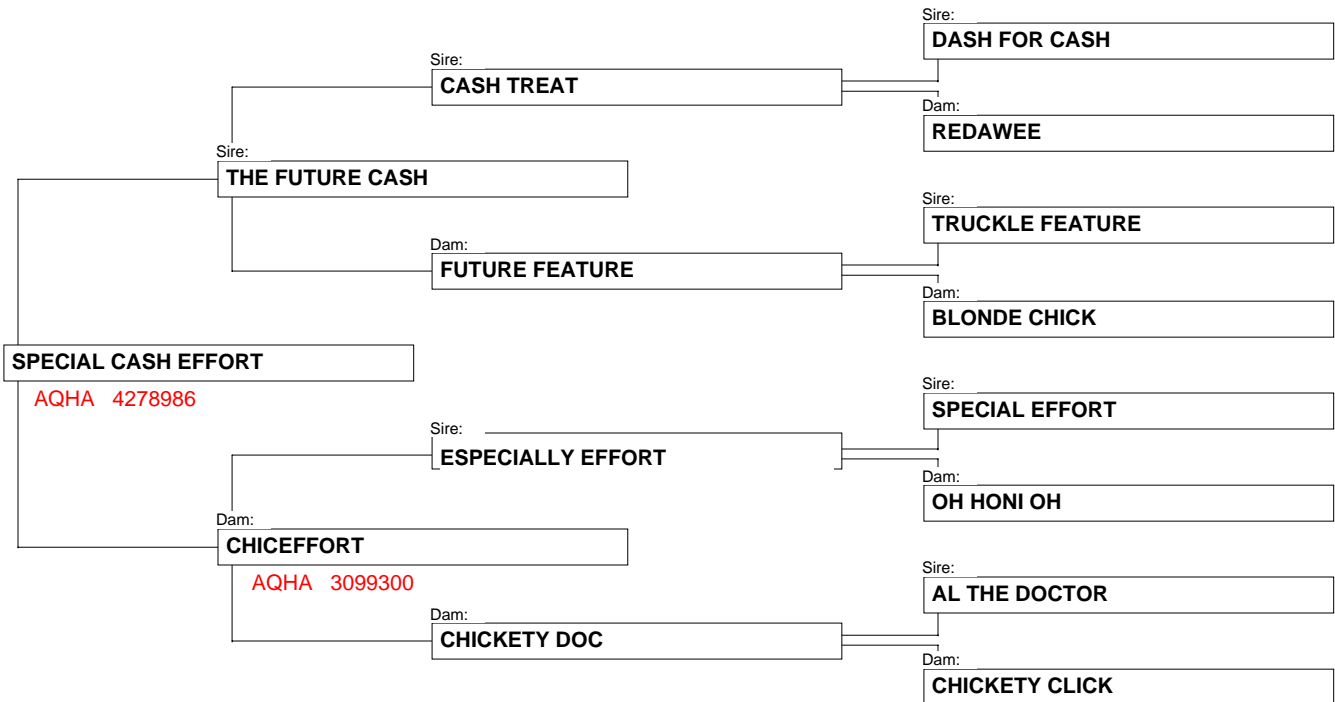 Sire:
DASH FOR CASH
Sire:
CASH TREAT
Dam:
REDAWEE
Sire:
THE FUTURE CASH
Sire:
TRUCKLE FEATURE
Dam:
FUTURE FEATURE
Dam:
BLONDE CHICK
SPECIAL CASH EFFORT
AQHA 4278986
Sire:
SPECIAL EFFORT
Sire:
ESPECIALLY EFFORT
Dam:
OH HONI OH
Dam:
CHICEFFORT
AQHA 3099300
Sire:
AL THE DOCTOR
Dam:
CHICKETY DOC
Dam:
CHICKETY CLICK